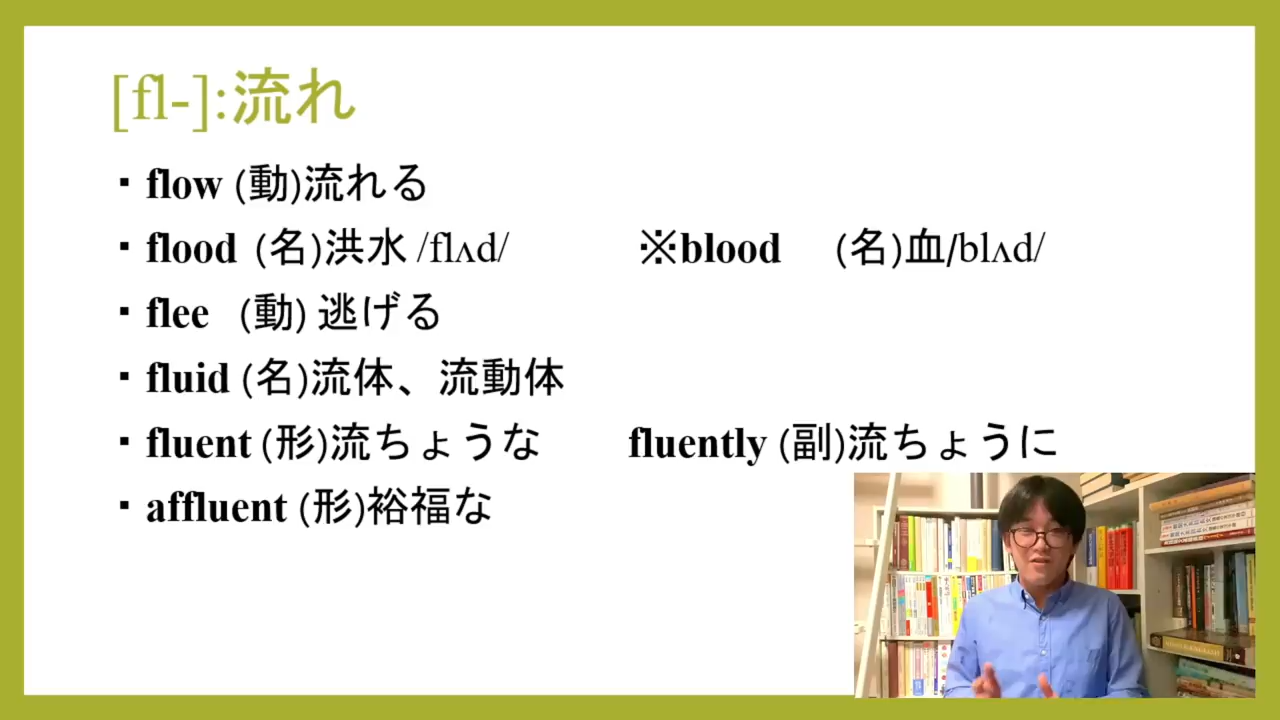 [fl-]:流れ
▪ flow (動)流れる
▪ flood (名)洪水 /flʌd/ ※blood (名)血/blʌd/
▪ flee (動) 逃げる
▪ fluid (名)流体、流動体
▪ fluent (形)流ちょうな fluently (副)流ちょうに
▪ affluent (形)裕福な